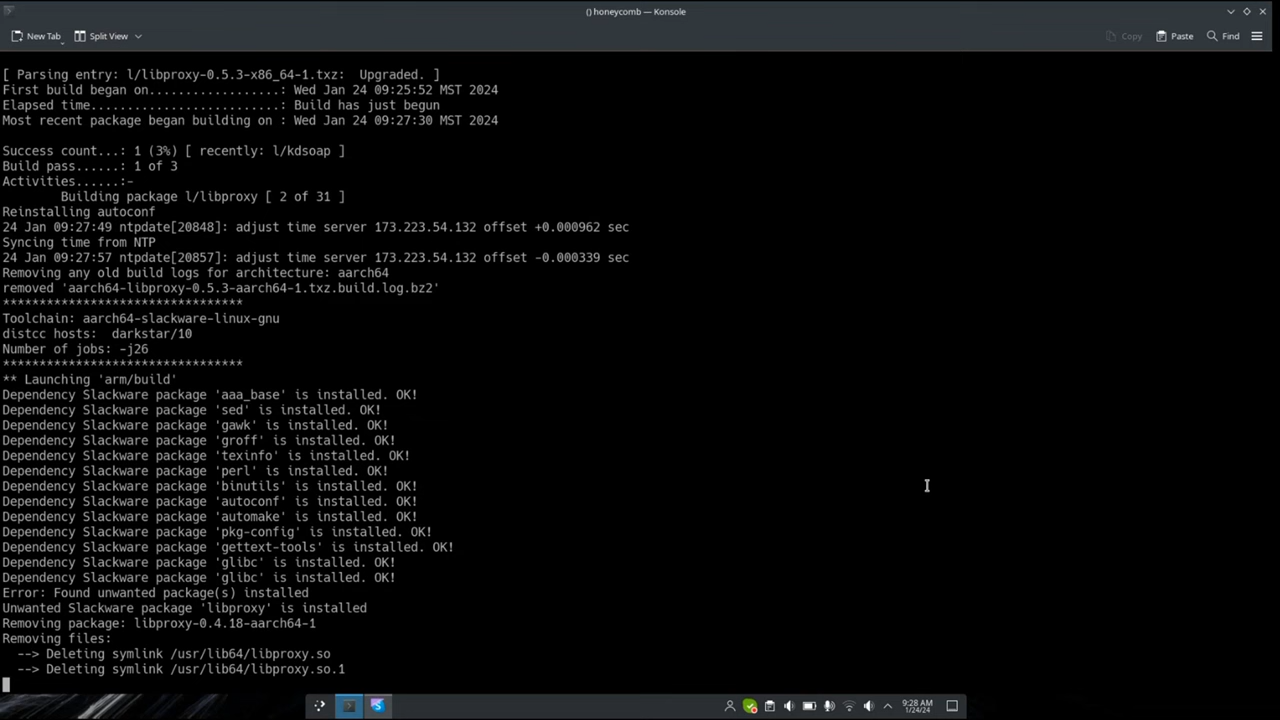 () honeycomb — Konsole
New Tab
Split View
Copy
Paste
Find
[ Parsing entry: l/libproxy-0.5.3-x86_64-1.txz:  Upgraded. ]
First build began on..................: Wed Jan 24 09:25:52 MST 2024
Elapsed time..........................: Build has just begun
Most recent package began building on : Wed Jan 24 09:27:30 MST 2024
Success count...: 1 (3%) [ recently: l/kdsoap ]
Build pass......: 1 of 3
Activities......:-
Building package l/libproxy [ 2 of 31 ]
Reinstalling autoconf
24 Jan 09:27:49 ntpdate[20848]: adjust time server 173.223.54.132 offset +0.000962 sec
Syncing time from NTP
24 Jan 09:27:57 ntpdate[20857]: adjust time server 173.223.54.132 offset -0.000339 sec
Removing any old build logs for architecture: aarch64
removed 'aarch64-libproxy-0.5.3-aarch64-1.txz.build.log.bz2'
*********************************
Toolchain: aarch64-slackware-linux-gnu
distcc hosts:  darkstar/10
Number of jobs: -j26
*********************************
** Launching 'arm/build'
Dependency Slackware package 'aaa_base' is installed. OK!
Dependency Slackware package 'sed' is installed. OK!
Dependency Slackware package 'gawk' is installed. OK!
Dependency Slackware package 'groff' is installed. OK!
Dependency Slackware package 'texinfo' is installed. OK!
Dependency Slackware package 'perl' is installed. OK!
Dependency Slackware package 'binutils' is installed. OK!
Dependency Slackware package 'autoconf' is installed. OK!
Dependency Slackware package 'automake' is installed. OK!
Dependency Slackware package 'pkg-config' is installed. OK!
Dependency Slackware package 'gettext-tools' is installed. OK!
Dependency Slackware package 'glibc' is installed. OK!
Dependency Slackware package 'glibc' is installed. OK!
Error: Found unwanted package(s) installed
Unwanted Slackware package 'libproxy' is installed
Removing package: libproxy-0.4.18-aarch64-1
Removing files:
--> Deleting symlink /usr/lib64/libproxy.so
--> Deleting symlink /usr/lib64/libproxy.so.1
9:28 AM
1/24/24